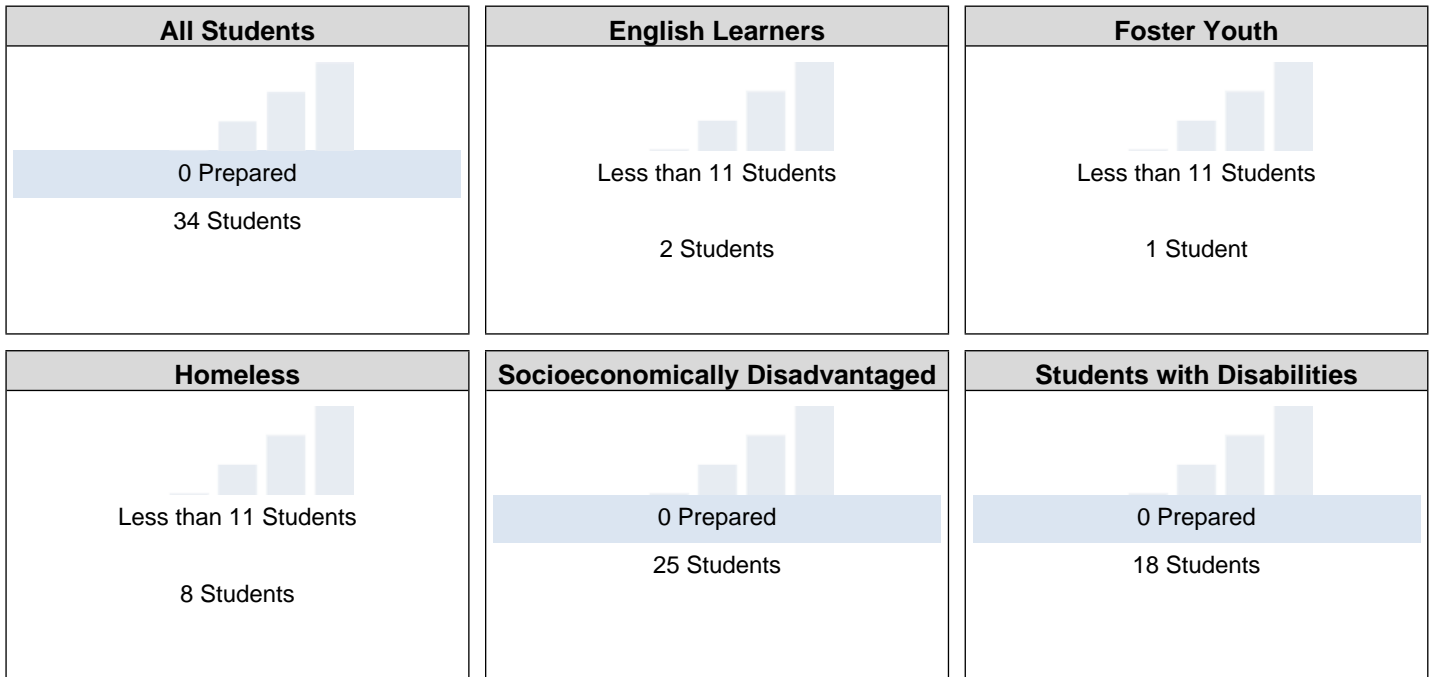 All Students
0 Prepared
34 Students
English Learners
Less than 11 Students
2 Students
Foster Youth
Less than 11 Students
1 Student
Homeless
Less than 11 Students
8 Students
Socioeconomically Disadvantaged
0 Prepared
25 Students
Students with Disabilities
0 Prepared
18 Students